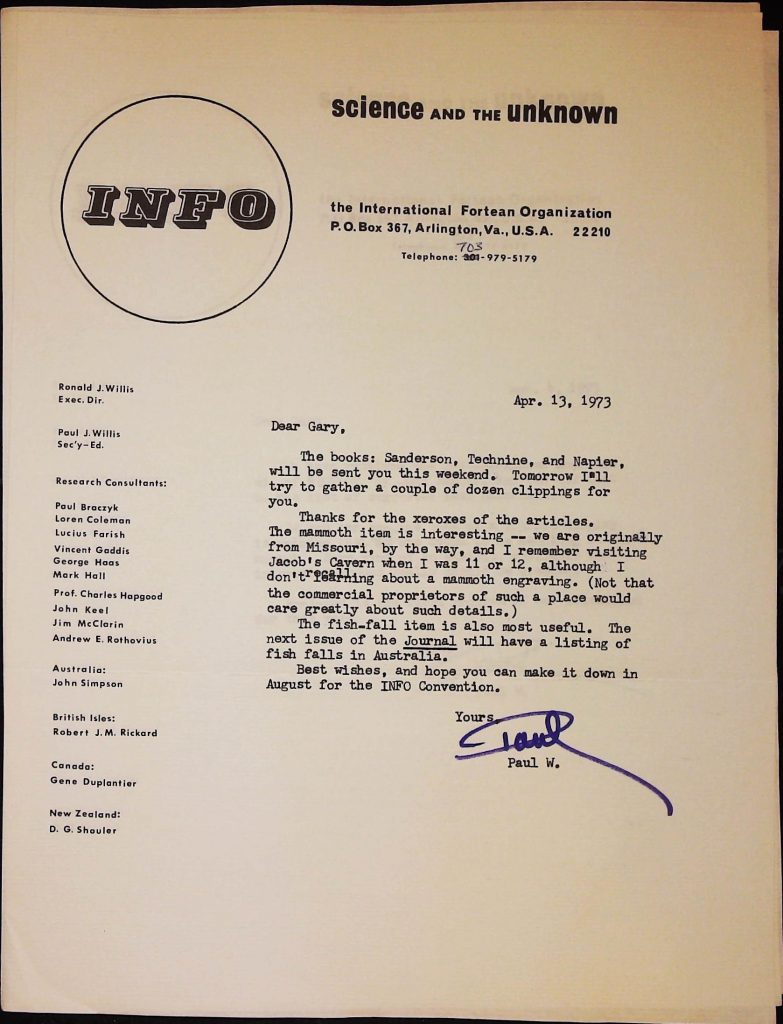 science AND THE unknown
INFO
the International Fortean Organization
P.O. Box 367, Arlington, Va., U.S.A. 22210
703
Telephone: 301-979-5179
Ronald J. Willis
Exec. Dir.
Paul J. Willis
Sec'y-Ed.
Research Consultants:
Paul Braczyk
Loren Coleman
Lucius Farish
Vincent Gaddis
George Haas
Mark Hall
Prof. Charles Hapgood
John Keel
Jim McClarin
Andrew E. Rothovius
Australia:
John Simpson
British Isles:
Robert J. M. Rickard
Canada:
Gene Duplantier
New Zealand:
D. G. Shouler
Apr. 13, 1973
Dear Gary,
The books: Sanderson, Technine, and Napier,
will be sent you this weekend. Tomorrow I'll
try to gather a couple of dozen clippings for
you.
Thanks for the xeroxes of the articles.
The mammoth item is interesting -- we are originally
from Missouri, by the way, and I remember visiting
Jacob's Cavern when I was 11 or 12, although I
don't recall learning about a mammoth engraving. (Not that
the commercial proprietors of such a place would
care greatly about such details.)
The fish-fall item is also most useful. The
next issue of the Journal will have a listing of
fish falls in Australia.
Best wishes, and hope you can make it down in
August for the INFO Convention.
Yours,
Paul
Paul W.